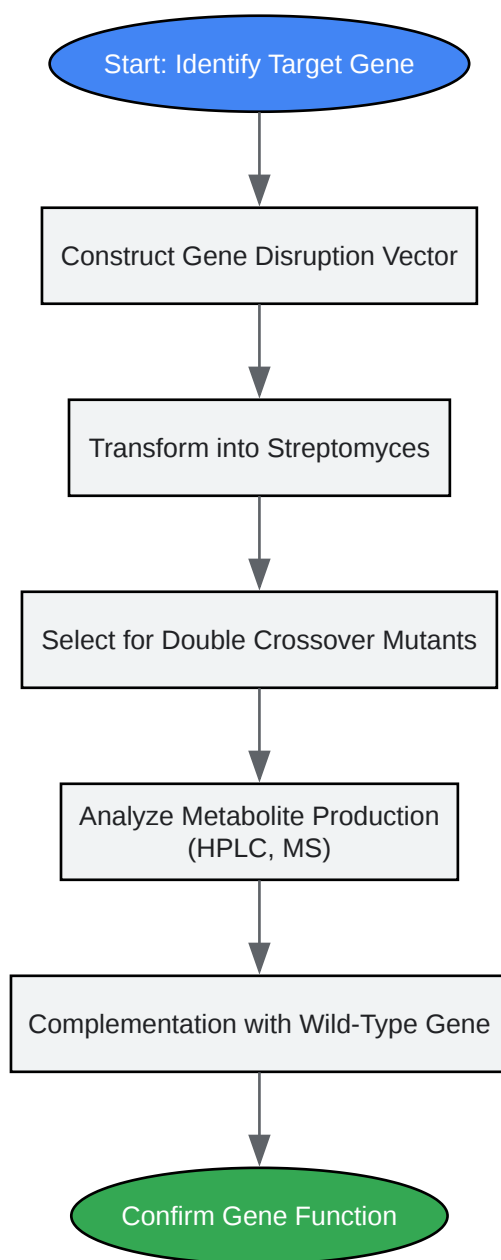 Start: Identify Target Gene
Construct Gene Disruption Vector
Transform into Streptomyces
Select for Double Crossover Mutants
Analyze Metabolite Production
(HPLC, MS)
Complementation with Wild-Type Gene
Confirm Gene Function